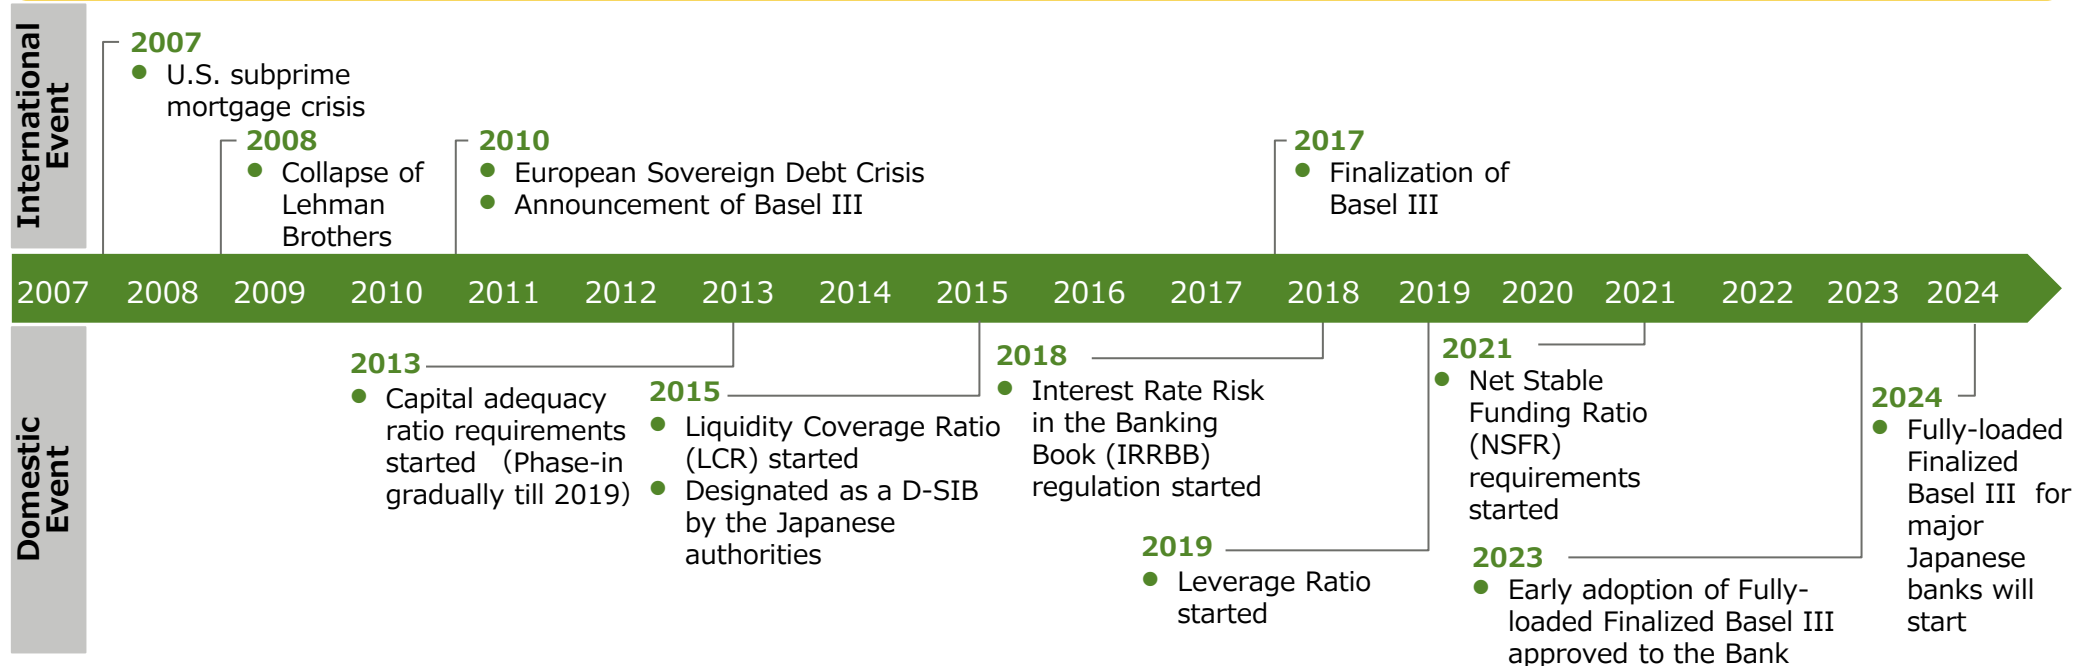 International
Event
2007
● U.S. subprime
mortgage crisis
2008
● Collapse of
Lehman
Brothers
2010
● European Sovereign Debt Crisis
● Announcement of Basel III
2017
● Finalization of
Basel III
2007 2008 2009 2010 2011 2012 2013 2014 2015 2016 2017 2018 2019 2020 2021 2022 2023 2024
Domestic
Event
2013
● Capital adequacy
ratio requirements
started （Phase-in
gradually till 2019）
2015
● Liquidity Coverage Ratio
(LCR) started
● Designated as a D-SIB
by the Japanese
authorities
2018
● Interest Rate Risk
in the Banking
Book (IRRBB)
regulation started
2019
● Leverage Ratio
started
2021
● Net Stable
Funding Ratio
(NSFR)
requirements
started
2023
● Early adoption of Fully-
loaded Finalized Basel III
approved to the Bank
2024
● Fully-loaded
Finalized
Basel III for
major
Japanese
banks will
start